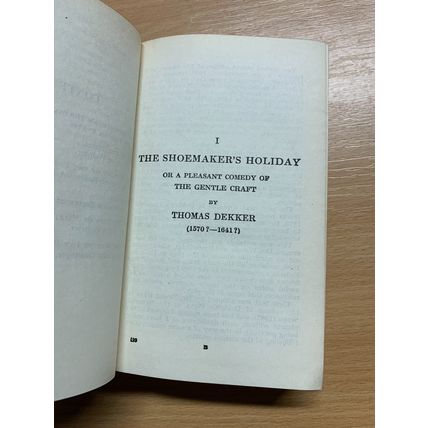 I
THE SHOEMAKER'S HOLIDAY
OR A PLEASANT COMEDY OF
THE GENTLE CRAFT
BY
THOMAS DEKKER
(1570?—1641?)
B